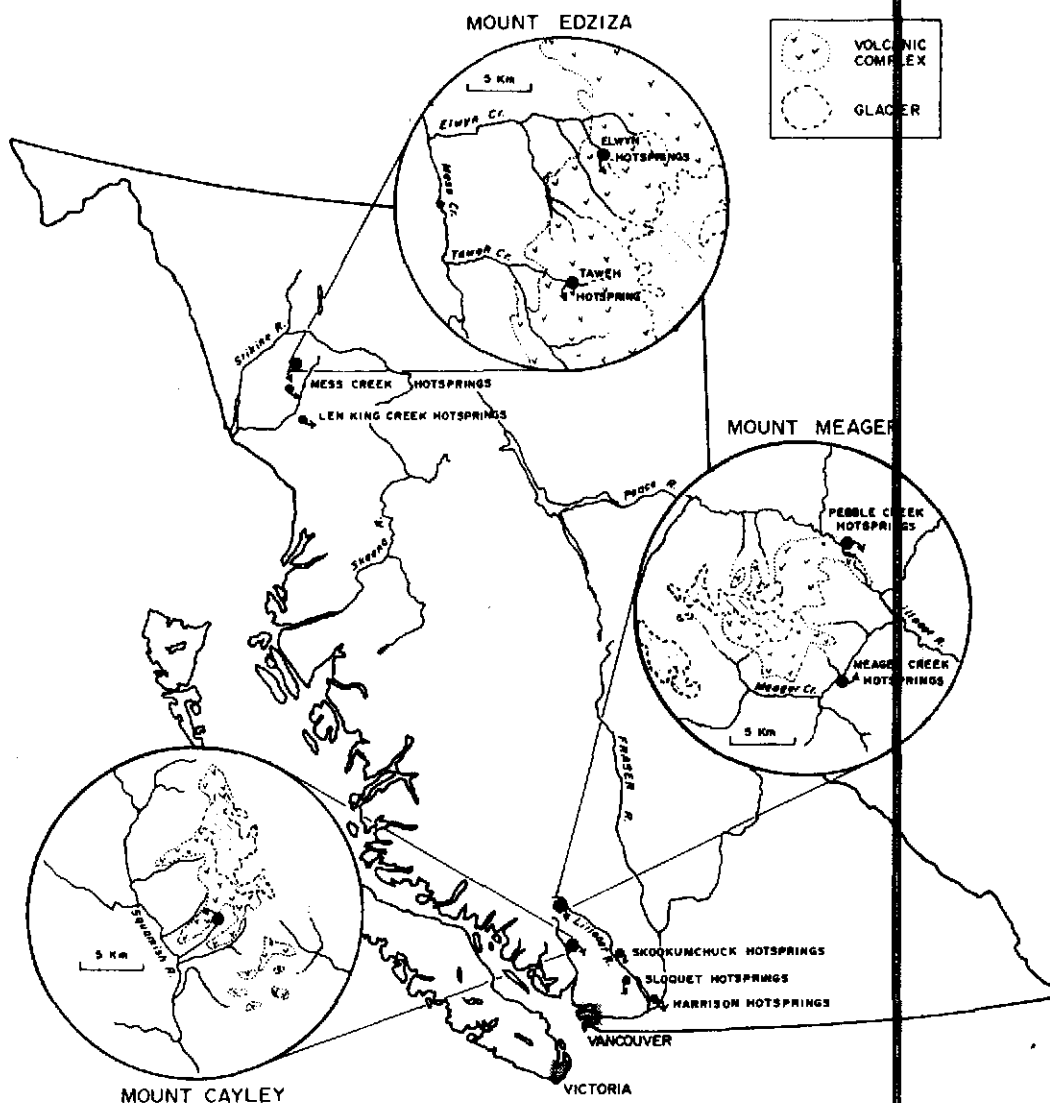 MOUNT EDZIZA
VOLCANIC
COMPLEX
GLACIER
5 Km
Elwyn Cr.
ELWYN
HOTSPRINGS
Mess Cr.
Taweh Cr.
TAWEH
HOTSPRING
Stikine R.
MESS CREEK HOTSPRINGS
LEN KING CREEK HOTSPRINGS
MOUNT MEAGER
Peace R.
PEBBLE CREEK
HOTSPRINGS
Skeena R.
Lillooet R.
MEAGER CREEK
HOTSPRINGS
Meager Cr.
5 Km
FRASER R.
Squamish R.
5 Km
Lillooet R.
SKOOKUMCHUCK HOTSPRINGS
SLOQUET HOTSPRINGS
HARRISON HOTSPRINGS
VANCOUVER
VICTORIA
MOUNT CAYLEY